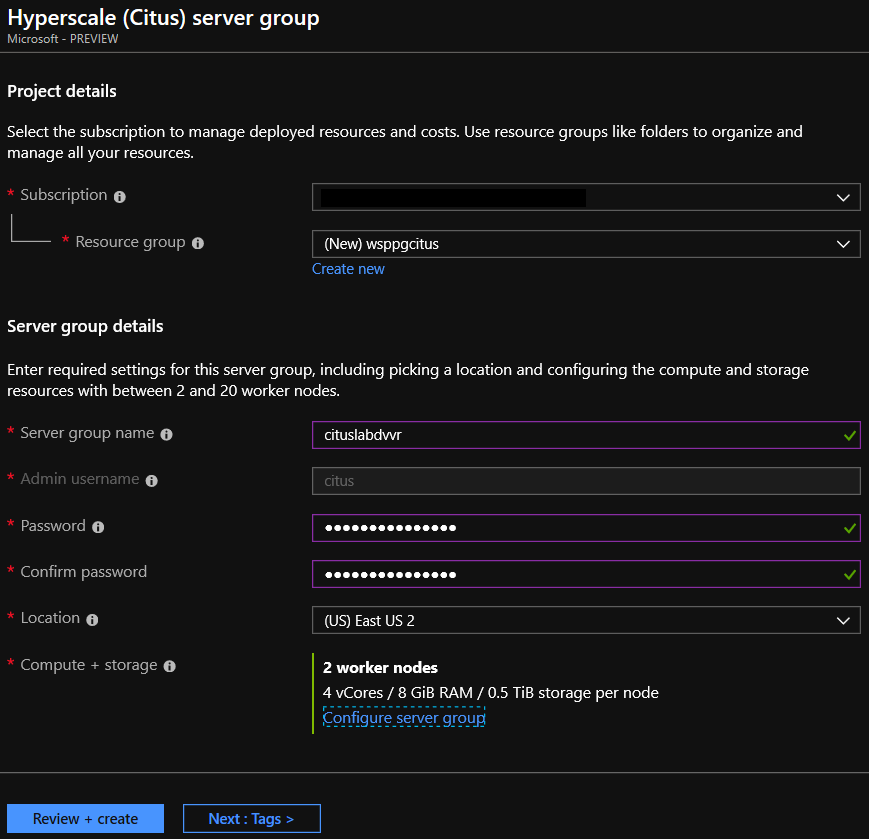 Hyperscale (Citus) server group
Microsoft - PREVIEW
Project details
Select the subscription to manage deployed resources and costs. Use resource groups like folders to organize and
manage all your resources.
* Subscription
* Resource group
(New) wsppgcitus
Create new
Server group details
Enter required settings for this server group, including picking a location and configuring the compute and storage
resources with between 2 and 20 worker nodes.
* Server group name
cituslabdvvr
* Admin username
citus
* Password
●●●●●●●●●●●●●●●
* Confirm password
●●●●●●●●●●●●●●●
* Location
(US) East US 2
* Compute + storage
2 worker nodes
4 vCores / 8 GiB RAM / 0.5 TiB storage per node
Configure server group
Review + create
Next : Tags >